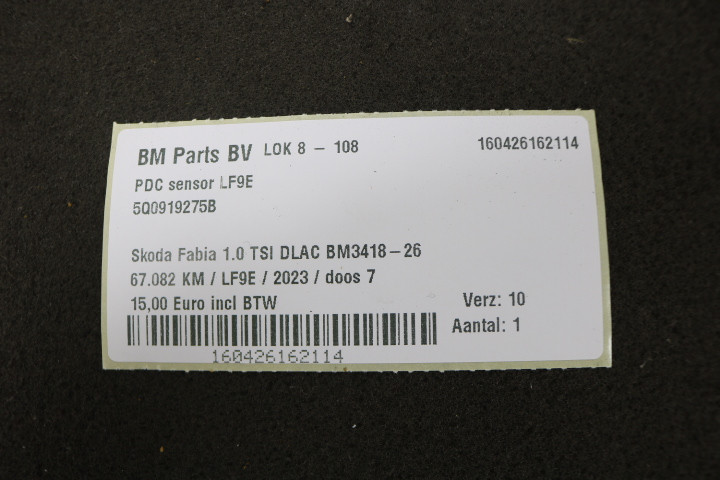 BM Parts BV LOK 8 - 108 160426162114
PDC sensor LF9E
5Q0919275B
Skoda Fabia 1.0 TSI DLAC BM3418-26
67.082 KM / LF9E / 2023 / doos 7
15,00 Euro incl BTW Verz: 10
Aantal: 1
160426162114